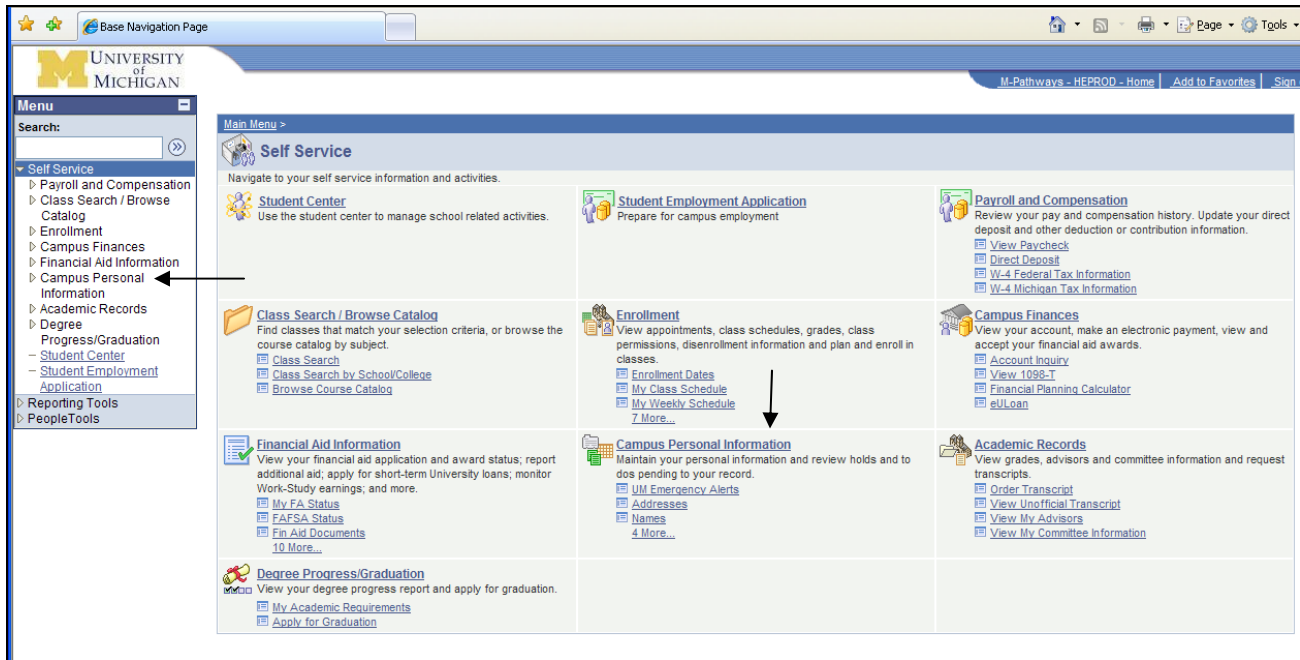 Base Navigation Page
Page
Tools
UNIVERSITY
of
MICHIGAN
M-Pathways - HEPROD - Home
Add to Favorites
Sign
Menu
Search:
Self Service
Payroll and Compensation
Class Search / Browse
Catalog
Enrollment
Campus Finances
Financial Aid Information
Campus Personal
Information
Academic Records
Degree
Progress/Graduation
Student Center
Student Employment
Application
Reporting Tools
PeopleTools
Main Menu >
Self Service
Navigate to your self service information and activities.
Student Center
Use the student center to manage school related activities.
Student Employment Application
Prepare for campus employment
Payroll and Compensation
Review your pay and compensation history. Update your direct
deposit and other deduction or contribution information.
View Paycheck
Direct Deposit
W-4 Federal Tax Information
W-4 Michigan Tax Information
Class Search / Browse Catalog
Find classes that match your selection criteria, or browse the
course catalog by subject.
Class Search
Class Search by School/College
Browse Course Catalog
Enrollment
View appointments, class schedules, grades, class
permissions, disenrollment information and plan and enroll in
classes.
Enrollment Dates
My Class Schedule
My Weekly Schedule
7 More...
Campus Finances
View your account, make an electronic payment, view and
accept your financial aid awards.
Account Inquiry
View 1098-T
Financial Planning Calculator
eULoan
Financial Aid Information
View your financial aid application and award status; report
additional aid; apply for short-term University loans; monitor
Work-Study earnings; and more.
My FA Status
FAFSA Status
Fin Aid Documents
10 More...
Campus Personal Information
Maintain your personal information and review holds and to
dos pending to your record.
UM Emergency Alerts
Addresses
Names
4 More...
Academic Records
View grades, advisors and committee information and request
transcripts.
Order Transcript
View Unofficial Transcript
View My Advisors
View My Committee Information
Degree Progress/Graduation
View your degree progress report and apply for graduation.
My Academic Requirements
Apply for Graduation